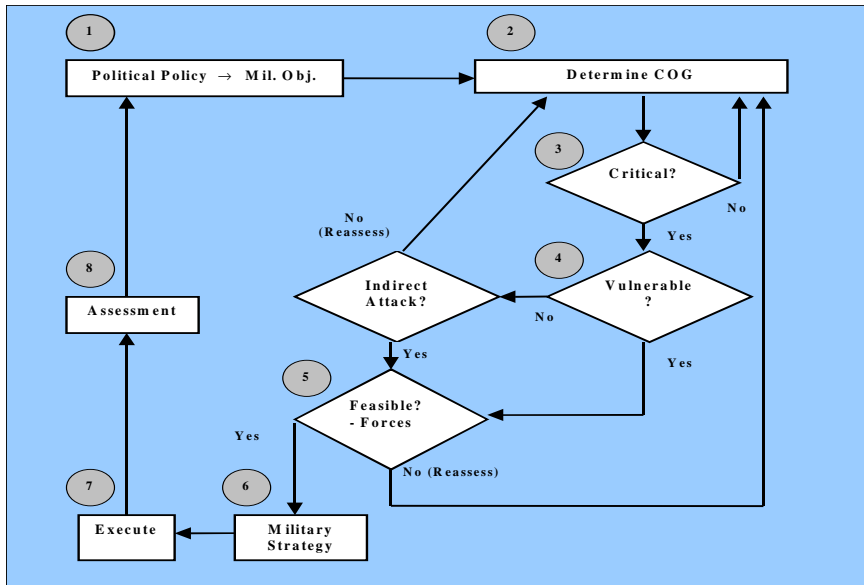 1
2
Political Policy → Mil. Obj.
Determine COG
3
Critical?
No
No
(Reassess)
Yes
8
4
Indirect
Attack?
Vulnerable
?
Assessment
No
Yes
Yes
5
Feasible?
- Forces
Yes
No (Reassess)
7
6
Execute
Military
Strategy